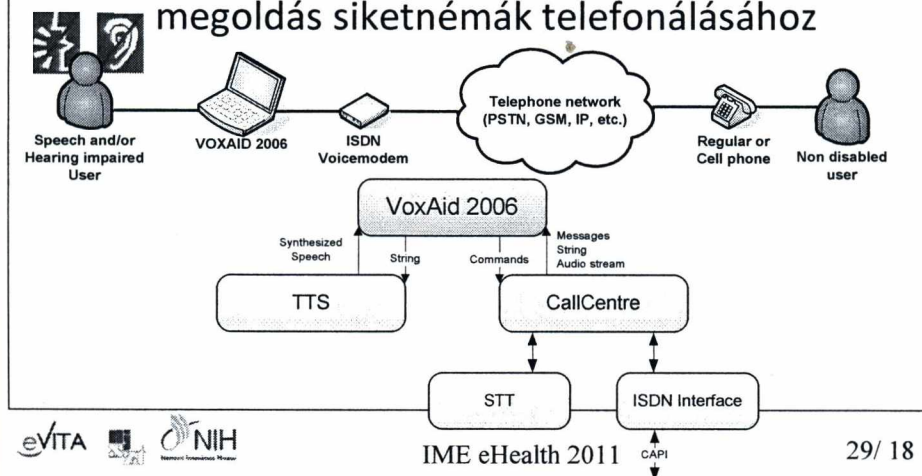 megoldás siketnémák telefonálásához
Telephone network
(PSTN, GSM, IP, etc.)
Speech and/or
Hearing impaired
User
VOXAID 2006
ISDN
Voicemodem
Regular or
Cell phone
Non disabled
user
VoxAid 2006
Synthesized
Speech
String
Commands
Messages
String
Audio stream
TTS
CallCentre
STT
ISDN Interface
eVITA
NIH
IME eHealth 2011
CAPI
29/ 18